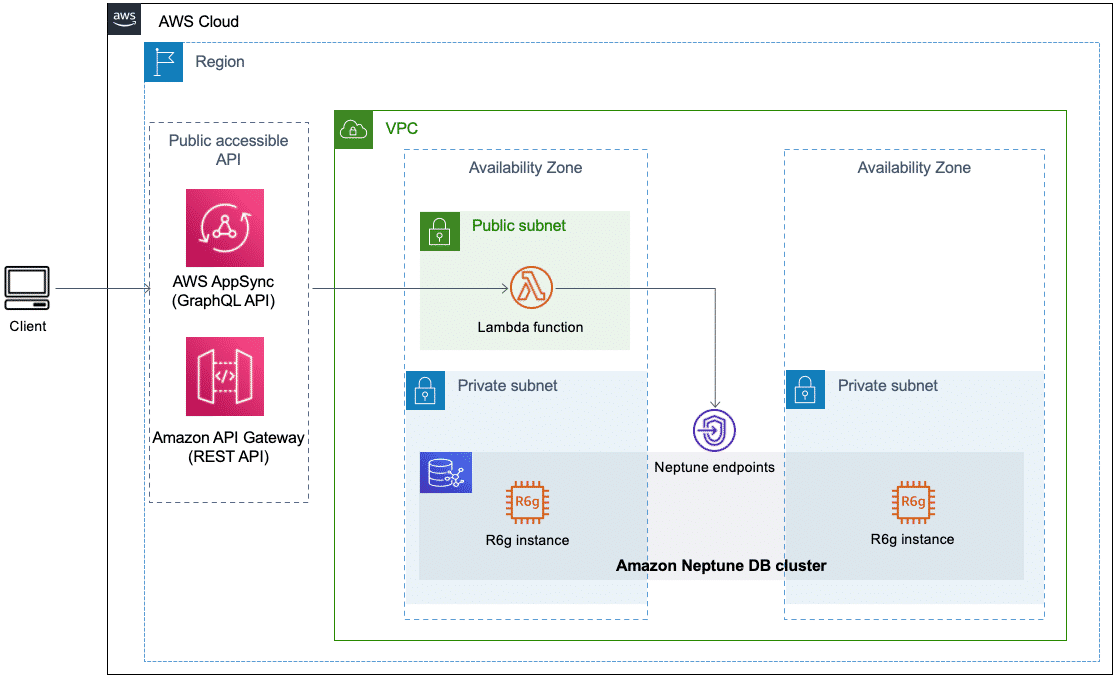 aws
AWS Cloud
Region
Public accessible
API
AWS AppSync
(GraphQL API)
Amazon API Gateway
(REST API)
Client
VPC
Availability Zone
Public subnet
Lambda function
Private subnet
R6g
R6g instance
Neptune endpoints
Amazon Neptune DB cluster
Availability Zone
Private subnet
R6g
R6g instance